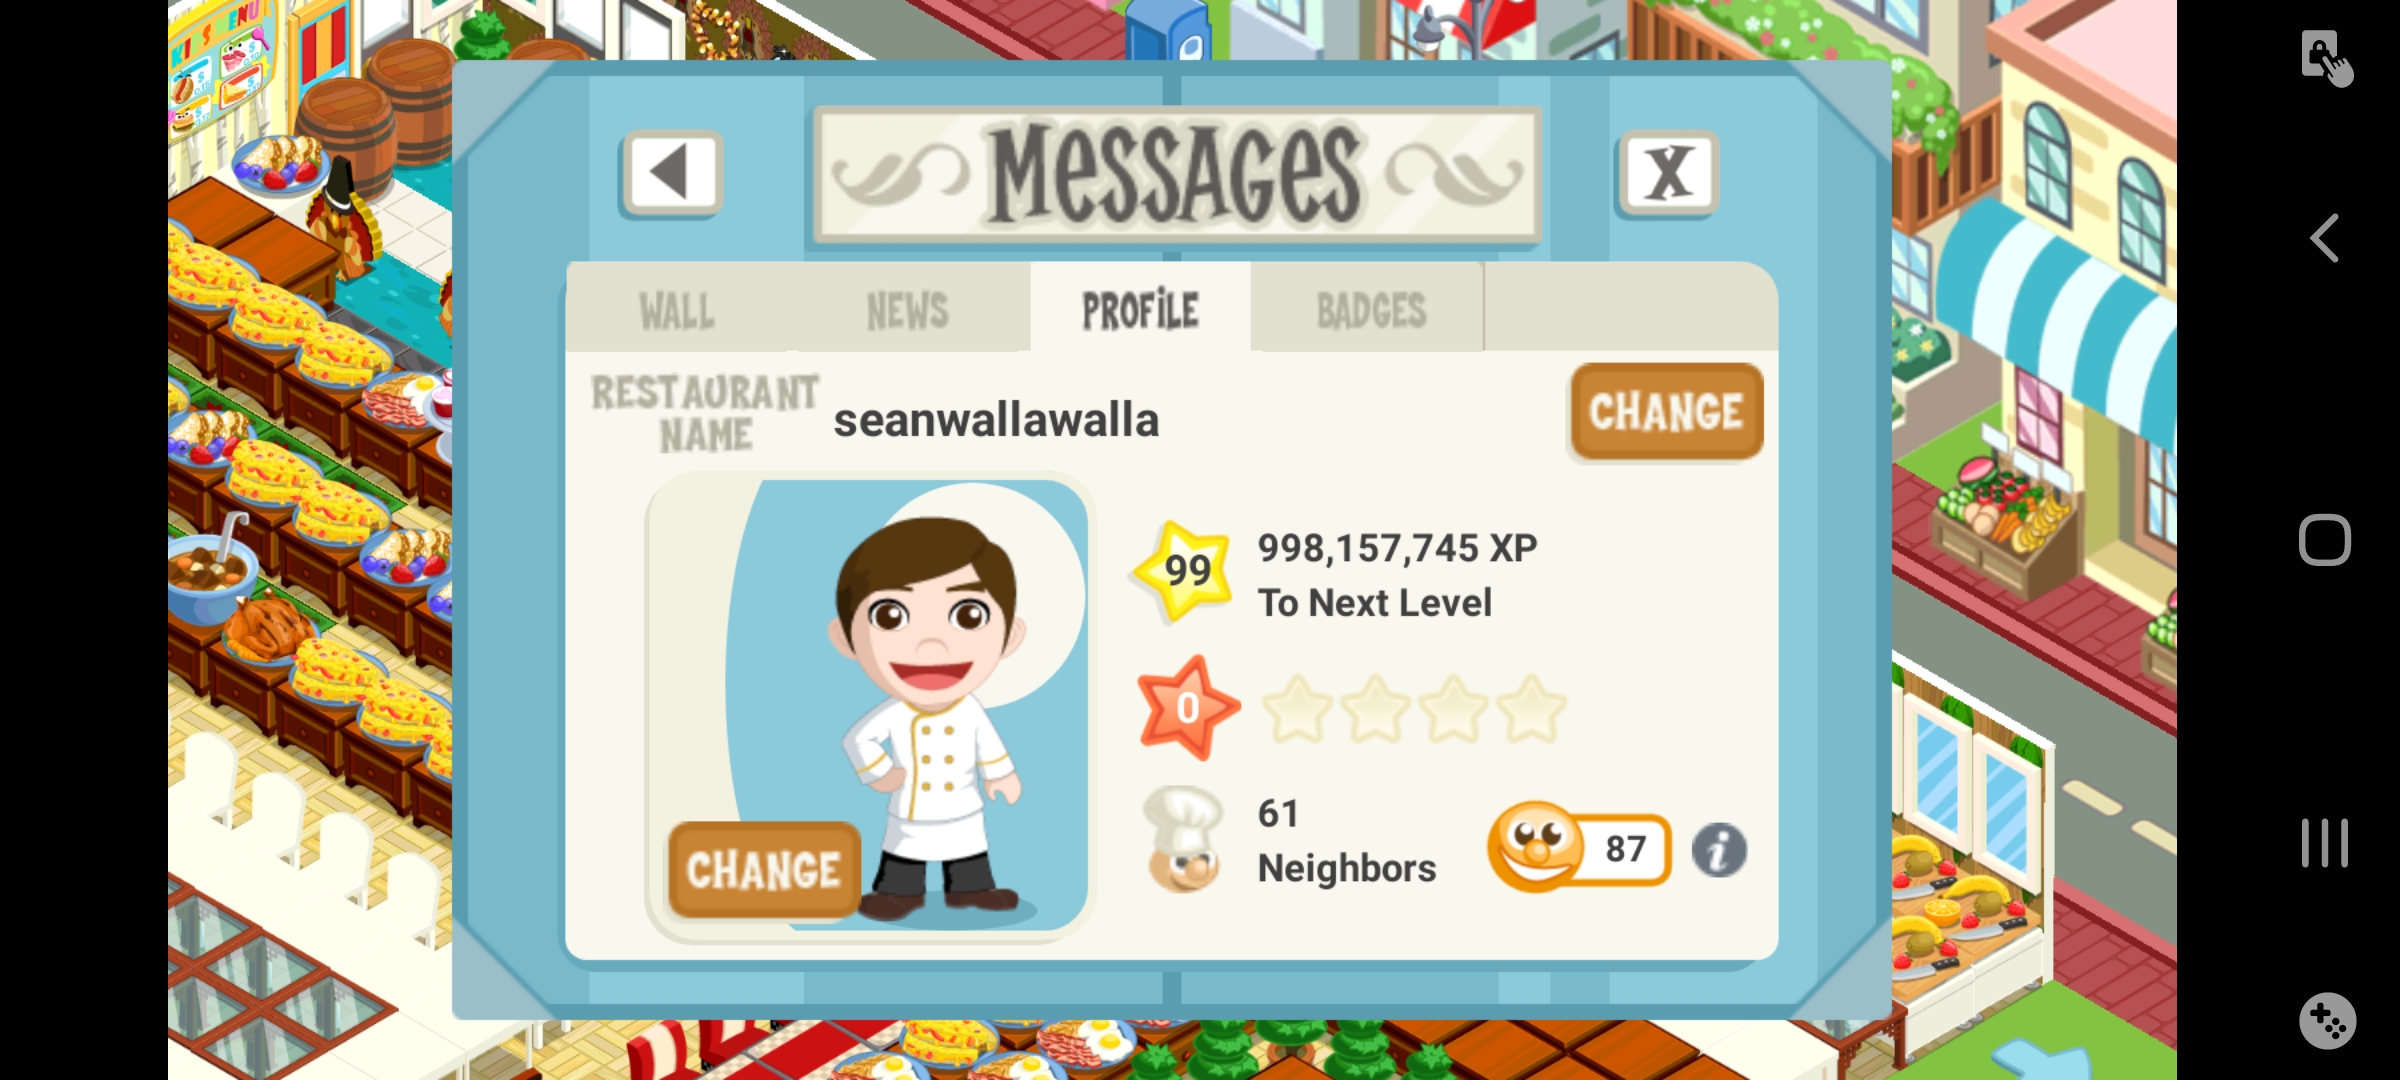 MESSAGES
X
WALL NEWS PROFILE BADGES
RESTAURANT
NAME
seanwallawalla
CHANGE
99
998,157,745 XP
To Next Level
0
61
Neighbors
87
i
CHANGE